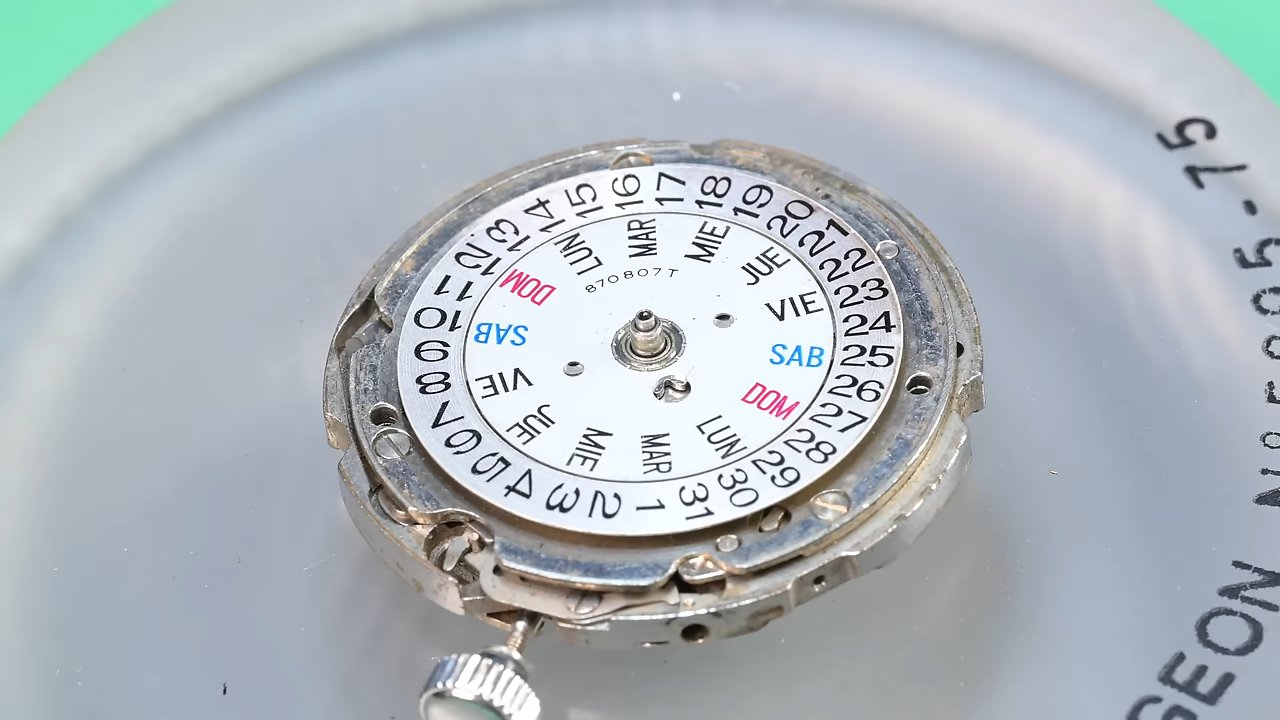 1 2 3 4 5 6 7 8 9 10 11 12 13 14 15 16 17 18 19 20 21 22 23 24 25 26 27 28 29 30 31
LUN MAR MIE JUE VIE SAB DOM LUN MAR MIE JUE VIE SAB DOM
870807T
GEON Nº 5005-75